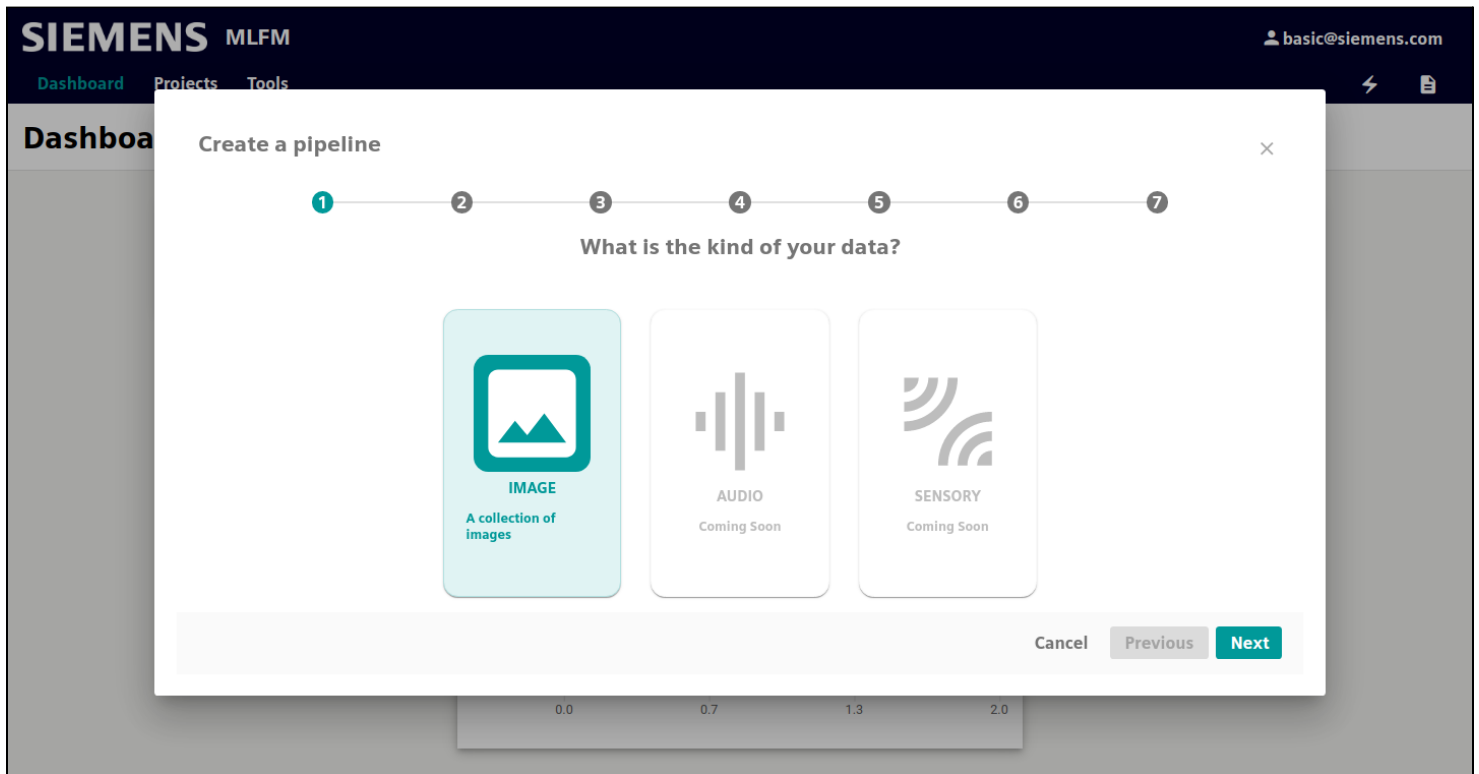 SIEMENS MLFM
basic@siemens.com
Dashboard Projects Tools
Dashboa
Create a pipeline
1 2 3 4 5 6 7
What is the kind of your data?
IMAGE
A collection of
images
AUDIO
Coming Soon
SENSORY
Coming Soon
Cancel Previous Next
0.0 0.7 1.3 2.0